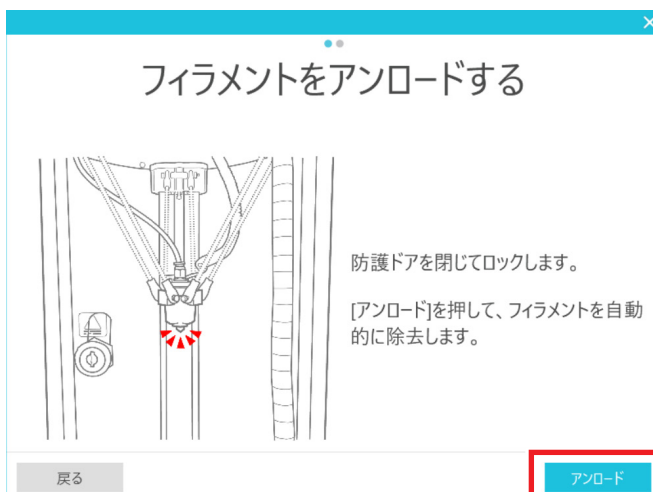 フィラメントをアンロードする
防護ドアを閉じてロックします。
[アンロード]を押して、フィラメントを自動
的に除去します。
戻る
アンロード